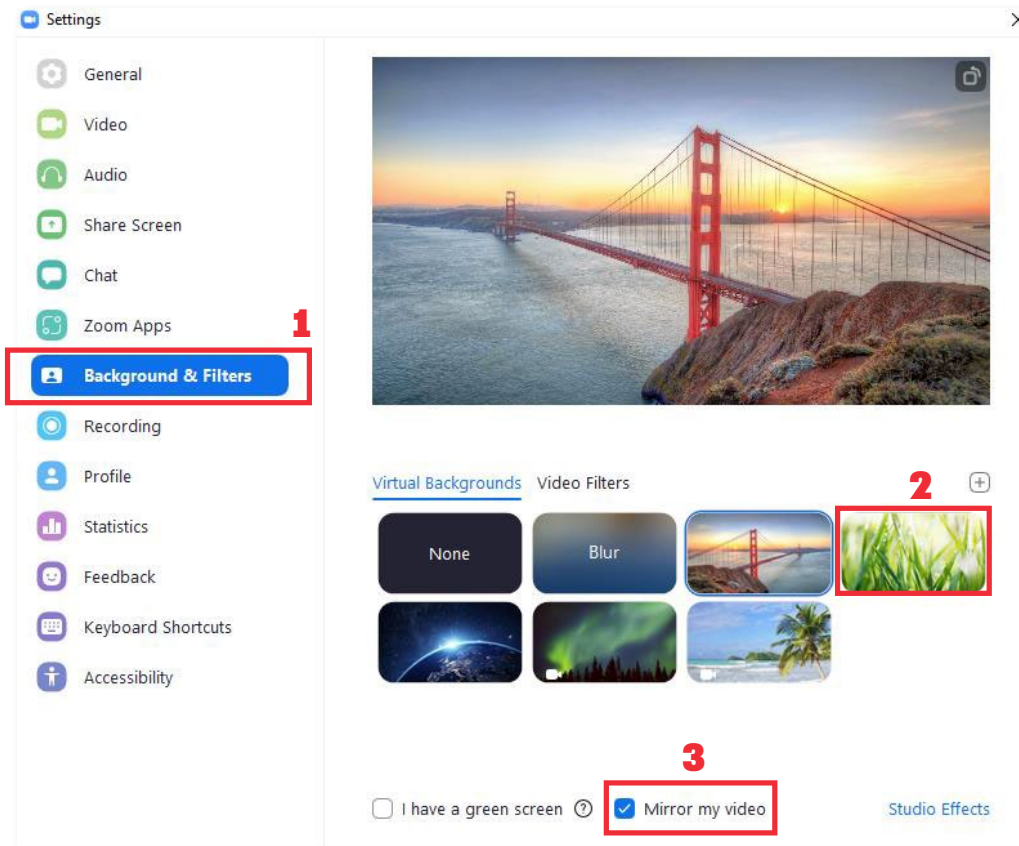 Settings
General
Video
Audio
Share Screen
Chat
Zoom Apps
1
Background & Filters
Recording
Profile
Statistics
Feedback
Keyboard Shortcuts
Accessibility
Virtual Backgrounds Video Filters
2
None Blur
3
I have a green screen ? Mirror my video Studio Effects